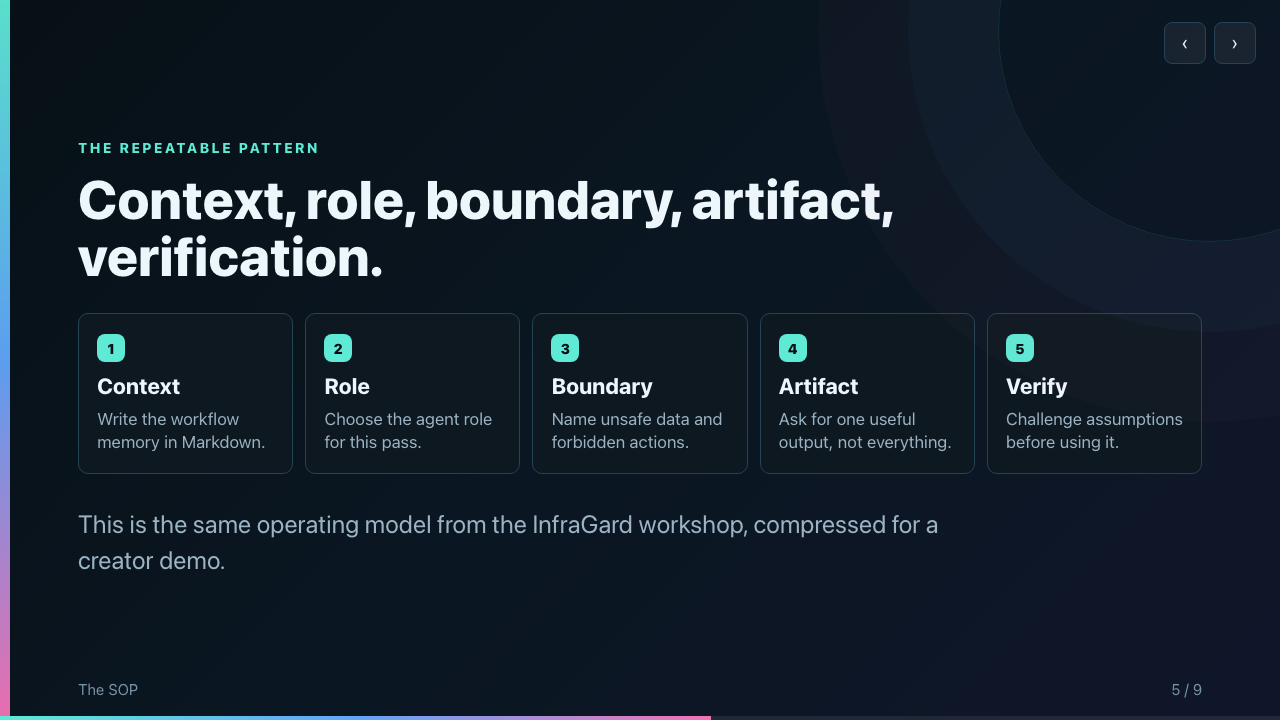 ‹ ›
THE REPEATABLE PATTERN
Context, role, boundary, artifact,
verification.
1
Context
Write the workflow
memory in Markdown.
2
Role
Choose the agent role
for this pass.
3
Boundary
Name unsafe data and
forbidden actions.
4
Artifact
Ask for one useful
output, not everything.
5
Verify
Challenge assumptions
before using it.
This is the same operating model from the InfraGard workshop, compressed for a
creator demo.
The SOP
5 / 9